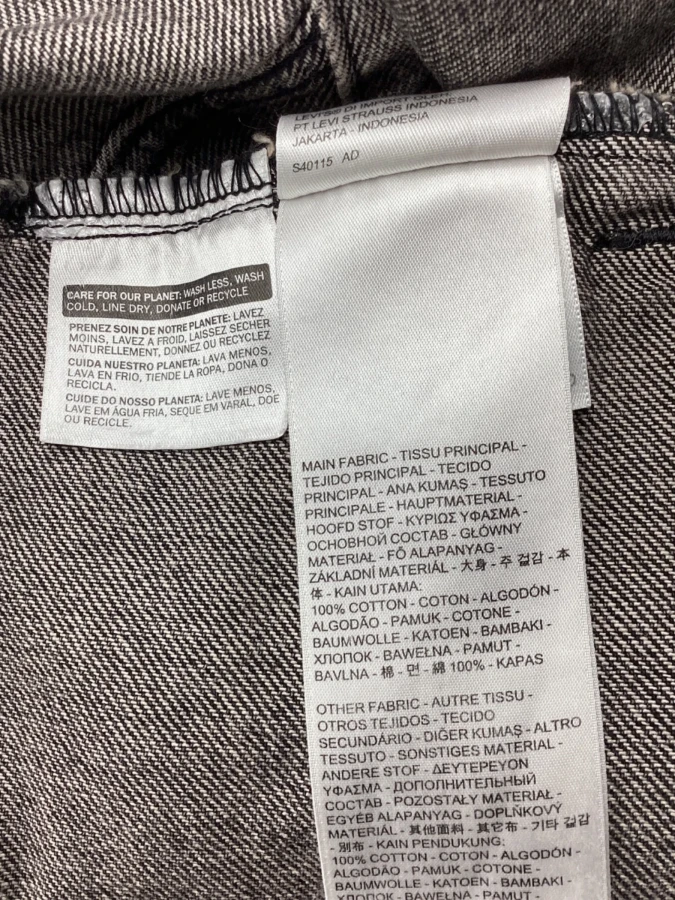 LEVI'S® DI IMPORT OLEH:
PT LEVI STRAUSS INDONESIA
JAKARTA - INDONESIA
S40115 AD
CARE FOR OUR PLANET: WASH LESS, WASH
COLD, LINE DRY, DONATE OR RECYCLE
PRENEZ SOIN DE NOTRE PLANETE: LAVEZ
MOINS, LAVEZ A FROID, LAISSEZ SECHER
NATURELLEMENT, DONNEZ OU RECYCLEZ
CUIDA NUESTRO PLANETA: LAVA MENOS,
LAVA EN FRIO, TIENDE LA ROPA, DONA O
RECICLA.
CUIDE DO NOSSO PLANETA: LAVE MENOS,
LAVE EM ÁGUA FRIA, SEQUE EM VARAL, DOE
OU RECICLE.
MAIN FABRIC - TISSU PRINCIPAL -
TEJIDO PRINCIPAL - TECIDO
PRINCIPAL - ANA KUMAŞ - TESSUTO
PRINCIPALE - HAUPTMATERIAL -
HOOFD STOF - ΚΥΡΙΩΣ ΥΦΑΣΜΑ -
ОСНОВНОЙ СОСТАВ - GŁÓWNY
MATERIAŁ - FŐ ALAPANYAG -
ZÁKLADNÍ MATERIÁL - 大身 - 주 겉감 - 本
体 - KAIN UTAMA:
100% COTTON - COTON - ALGODÓN -
ALGODÃO - PAMUK - COTONE -
BAUMWOLLE - KATOEN - BAMBAKI -
ХЛОПОК - BAWEŁNA - PAMUT -
BAVLNA - 棉 - 면 - 綿 100% - KAPAS
OTHER FABRIC - AUTRE TISSU -
OTROS TEJIDOS - TECIDO
SECUNDÁRIO - DIĞER KUMAŞ - ALTRO
TESSUTO - SONSTIGES MATERIAL -
ANDERE STOF - ΔΕΥΤΕΡΕΥΟΝ
ΥΦΑΣΜΑ - ДОПОЛНИТЕЛЬНЫЙ
СОСТАВ - POZOSTAŁY MATERIAŁ -
EGYÉB ALAPANYAG - DOPLŇKOVÝ
MATERIÁL - 其他面料 - 其它布 - 기타 겉감
- 別布 - KAIN PENDUKUNG:
100% COTTON - COTON - ALGODÓN -
ALGODÃO - PAMUK - COTONE -
BAUMWOLLE - KATOEN - BAMBAKI -
ХЛОПОК - BAWEŁNA - PAMUT -